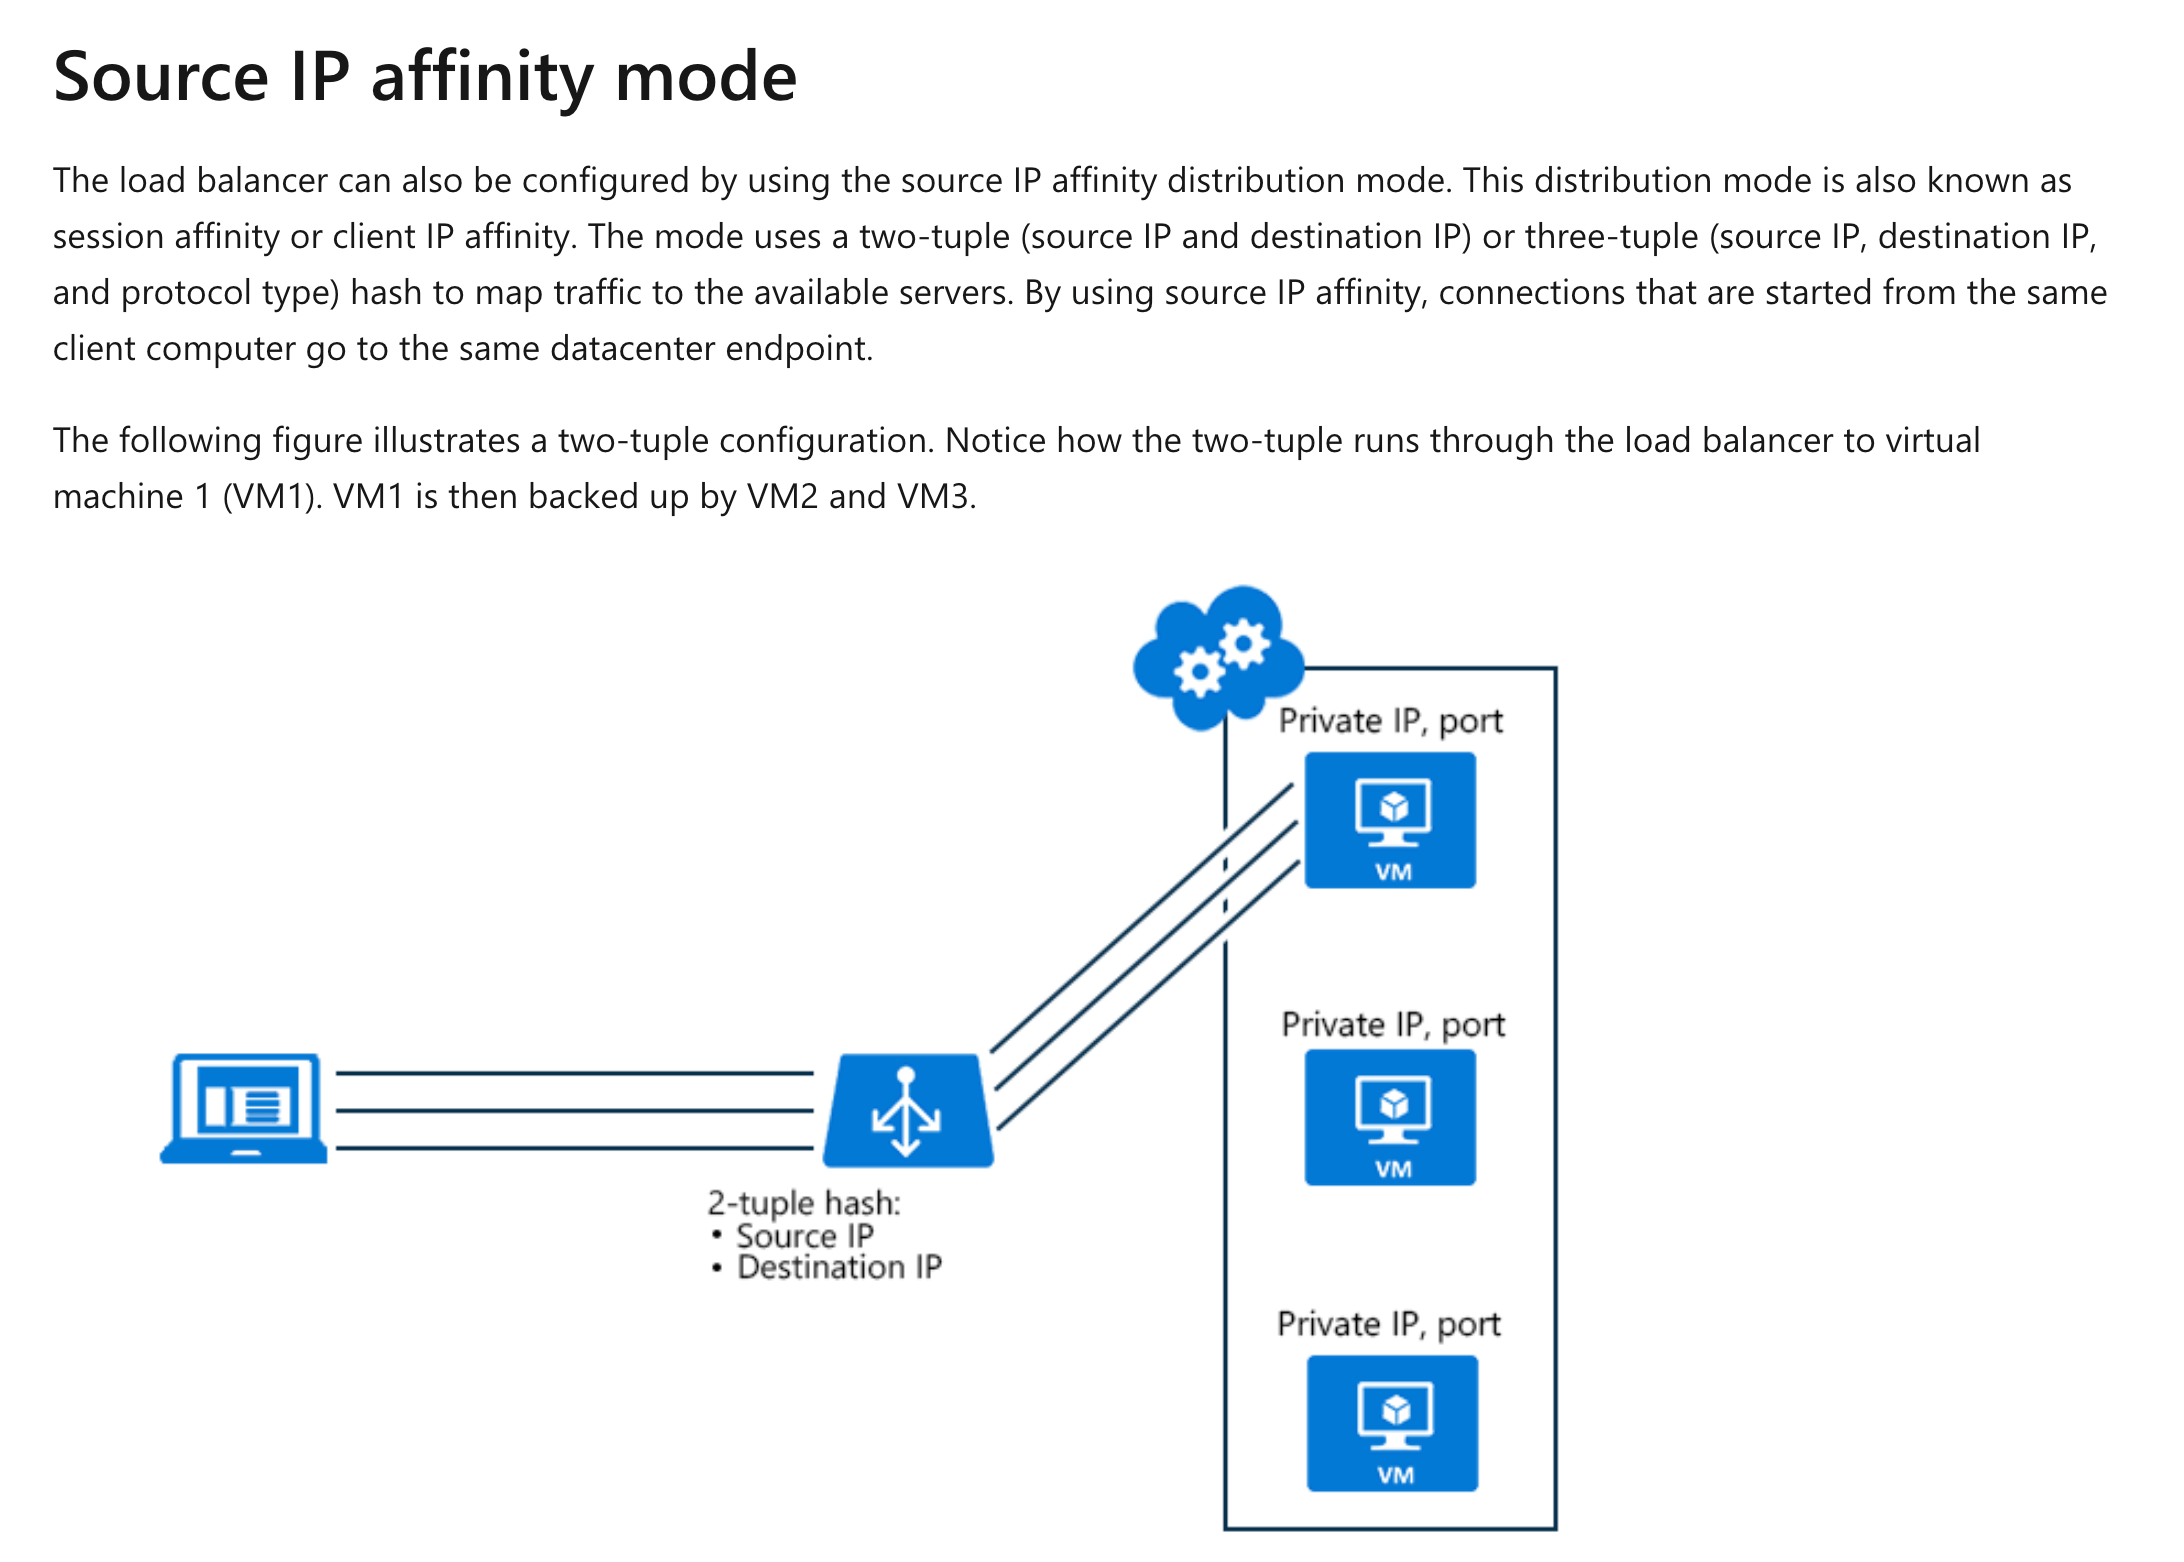 Source IP affinity mode
The load balancer can also be configured by using the source IP affinity distribution mode. This distribution mode is also known as
session affinity or client IP affinity. The mode uses a two-tuple (source IP and destination IP) or three-tuple (source IP, destination IP,
and protocol type) hash to map traffic to the available servers. By using source IP affinity, connections that are started from the same
client computer go to the same datacenter endpoint.
The following figure illustrates a two-tuple configuration. Notice how the two-tuple runs through the load balancer to virtual
machine 1 (VM1). VM1 is then backed up by VM2 and VM3.
Private IP, port
VM
Private IP, port
VM
2-tuple hash:
• Source IP
• Destination IP
Private IP, port
VM